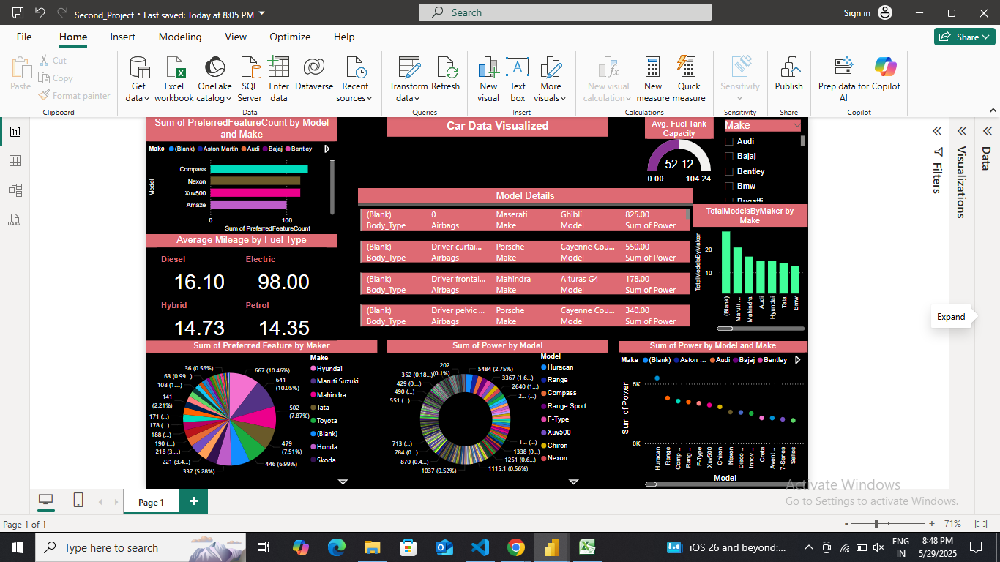 Second_Project • Last saved: Today at 8:05 PM
Search
Sign in
File Home Insert Modeling View Optimize Help
Share
Paste
Cut
Copy
Format painter
Clipboard
Get data
Excel workbook
OneLake catalog
SQL Server
Enter data
Dataverse
Recent sources
Data
Transform data
Refresh
Queries
New visual
Text box
More visuals
Insert
New visual calculation
New measure
Quick measure
Calculations
Sensitivity
Sensitivity
Publish
Share
Prep data for AI
Copilot
Copilot
Sum of PreferredFeatureCount by Model
and Make
Make (Blank) Aston Martin Audi Bajaj Bentley
Model
Compass
Nexon
Xuv500
Amaze
0 100
Sum of PreferredFeatureCount
Car Data Visualized
Avg. Fuel Tank
Capacity
52.12
0.00 104.24
Make
Audi
Bajaj
Bentley
Bmw
Bugatti
Average Mileage by Fuel Type
Diesel Electric
16.10 98.00
Hybrid Petrol
14.73 14.35
Model Details
(Blank) 0 Maserati Ghibli 825.00
Body_Type Airbags Make Model Sum of Power
(Blank) Driver curtai... Porsche Cayenne Cou... 550.00
Body_Type Airbags Make Model Sum of Power
(Blank) Driver frontal... Mahindra Alturas G4 178.00
Body_Type Airbags Make Model Sum of Power
(Blank) Driver pelvic ... Porsche Cayenne Cou... 340.00
Body_Type Airbags Make Model Sum of Power
TotalModelsByMaker by
Make
TotalModelsByMaker
20
10
(Blank)
Maruti ...
Mahindra
Audi
Hyundai
Tata
Bmw
Sum of Preferred Feature by Maker
36 (0.56%)
63 (0.99...)
108 (1....)
141
(2.21%)
171 (...)
178 (...)
188 (...)
190 (...)
218 (3....)
221 (3.4...)
337 (5.28%)
667 (10.46%)
641
(10.05%)
502
(7.87%)
479
(7.51%)
446 (6.99%)
Make
Hyundai
Maruti Suzuki
Mahindra
Tata
Toyota
(Blank)
Honda
Skoda
Sum of Power by Model
202
(0.1%)
352 (0.18...)
429 (0....)
490 (...)
551 (...)
713 (...)
784 (0...)
870 (0.4...)
1037 (0.52%)
5484 (2.75%)
3367 (1.6...)
2640 (1...)
2... (...)
1... (...)
1338 (0...)
1251 (0.6...)
1115.1 (0.56%)
Model
Huracan
Range
Compass
Range Sport
F-Type
Xuv500
Chiron
Nexon
Sum of Power by Model and Make
Make (Blank) Aston ... Audi Bajaj Bentley
Sum of Power
5K
0K
Huracan
Range
Comp...
Rang...
F-Type
Xuv500
Chiron
Nexon
Disco...
Innov...
Creta
Avent...
7-Series
Seltos
Model
Filters
Visualizations
Data
Expand
Activate Windows
Go to Settings to activate Windows.
Page 1
Page 1 of 1
71%
Type here to search
iOS 26 and beyond:...
ENG
IN
8:48 PM
5/29/2025